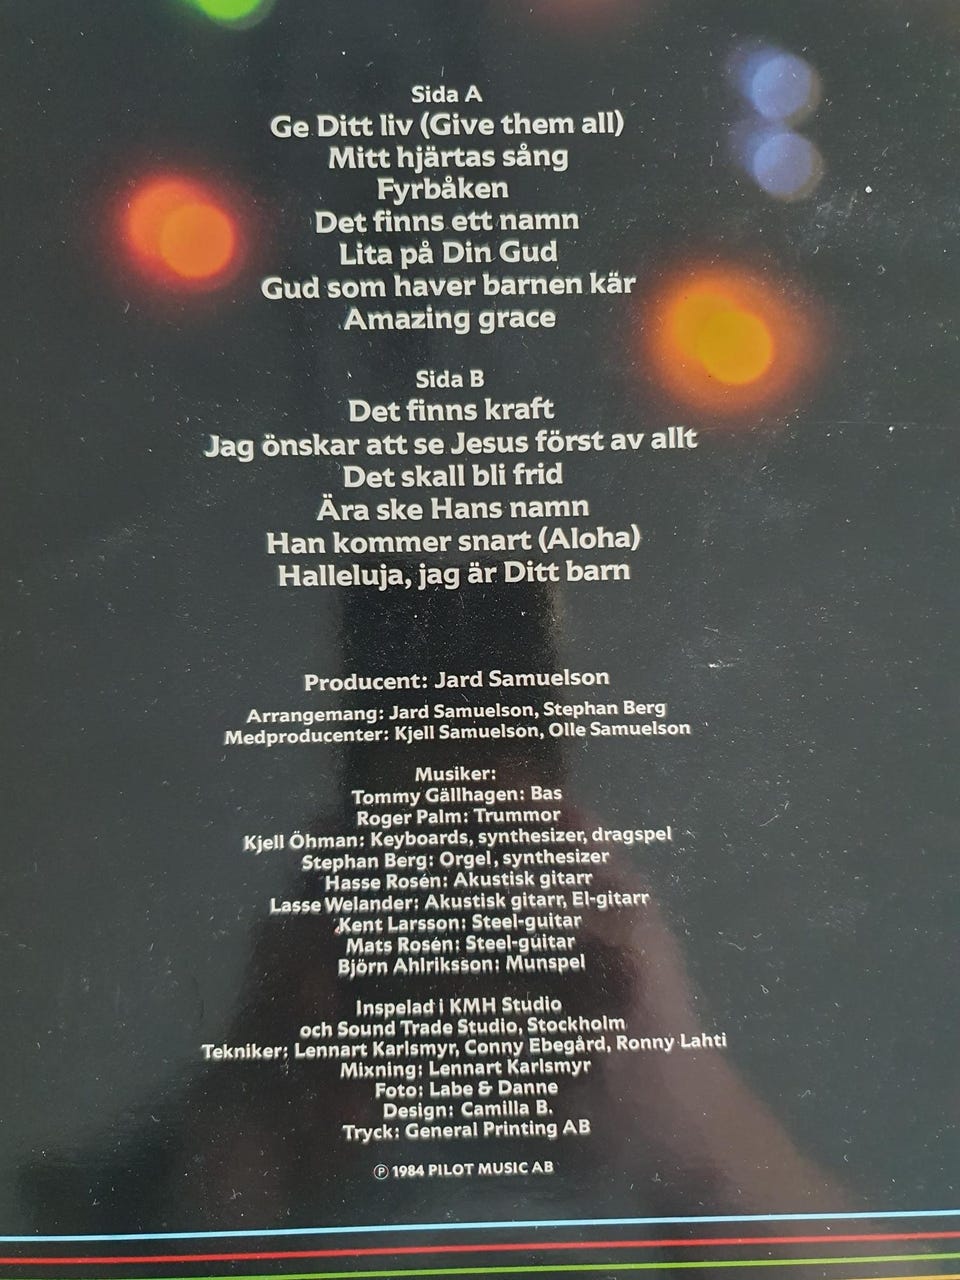 Sida A
Ge Ditt liv (Give them all)
Mitt hjärtas sång
Fyrbåken
Det finns ett namn
Lita på Din Gud
Gud som haver barnen kär
Amazing grace
Sida B
Det finns kraft
Jag önskar att se Jesus först av allt
Det skall bli frid
Ära ske Hans namn
Han kommer snart (Aloha)
Halleluja, jag är Ditt barn
Producent: Jard Samuelson
Arrangemang: Jard Samuelson, Stephan Berg
Medproducenter: Kjell Samuelson, Olle Samuelson
Musiker:
Tommy Gällhagen: Bas
Roger Palm: Trummor
Kjell Öhman: Keyboards, synthesizer, dragspel
Stephan Berg: Orgel, synthesizer
Hasse Rosén: Akustisk gitarr
Lasse Welander: Akustisk gitarr, El-gitarr
Kent Larsson: Steel-guitar
Mats Rosén: Steel-guitar
Björn Ahlriksson: Munspel
Inspelad i KMH Studio
och Sound Trade Studio, Stockholm
Tekniker: Lennart Karlsmyr, Conny Ebegård, Ronny Lahti
Mixning: Lennart Karlsmyr
Foto: Labe & Danne
Design: Camilla B.
Tryck: General Printing AB
℗ 1984 PILOT MUSIC AB